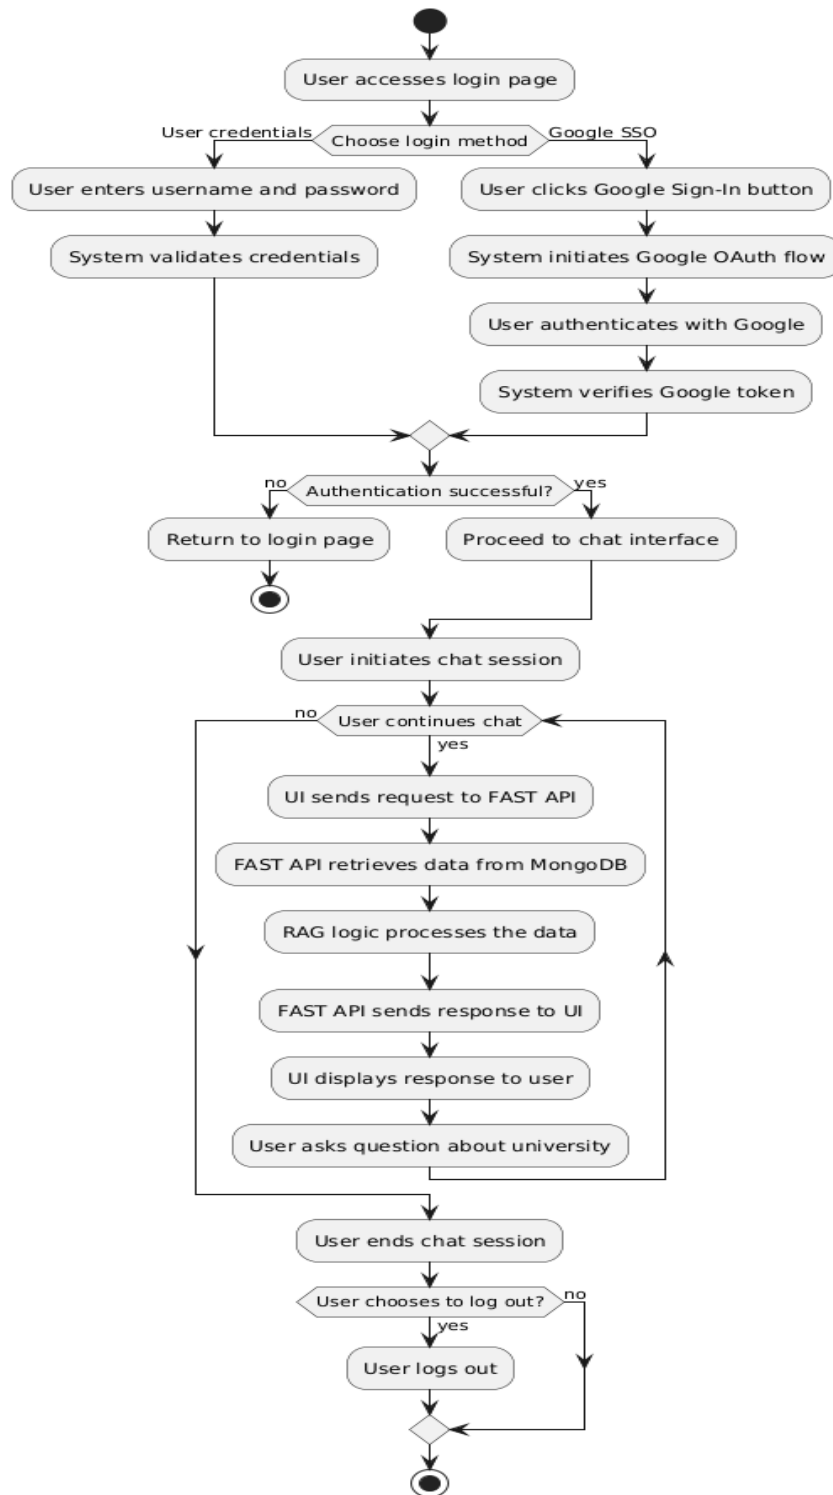 User accesses login page
User credentials
Choose login method
Google SSO
User enters username and password
User clicks Google Sign-In button
System validates credentials
System initiates Google OAuth flow
User authenticates with Google
System verifies Google token
no
Authentication successful?
yes
Return to login page
Proceed to chat interface
User initiates chat session
no
User continues chat
yes
UI sends request to FAST API
FAST API retrieves data from MongoDB
RAG logic processes the data
FAST API sends response to UI
UI displays response to user
User asks question about university
User ends chat session
User chooses to log out?
no
yes
User logs out